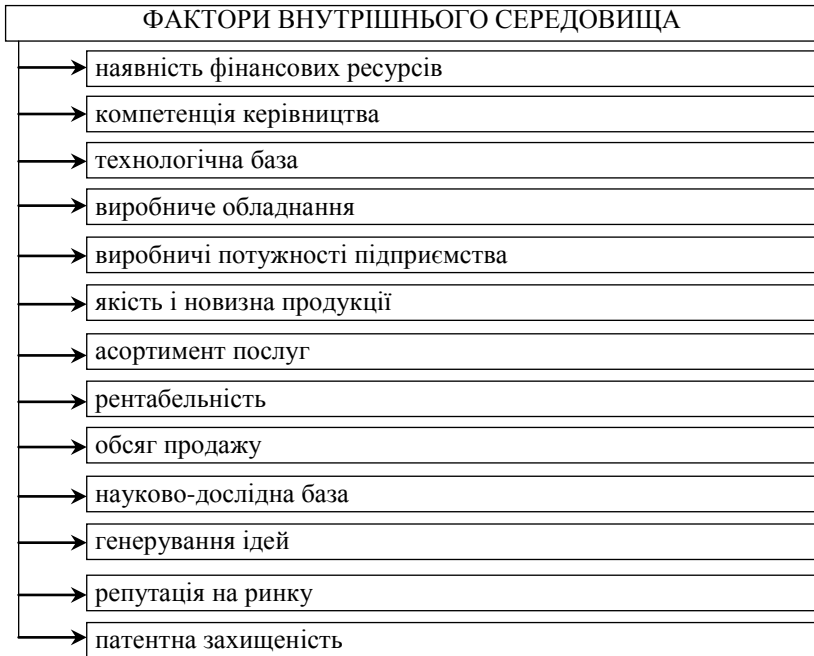 ФАКТОРИ ВНУТРІШНЬОГО СЕРЕДОВИЩА
наявність фінансових ресурсів
компетенція керівництва
технологічна база
виробниче обладнання
виробничі потужності підприємства
якість і новизна продукції
асортимент послуг
рентабельність
обсяг продажу
науково-дослідна база
генерування ідей
репутація на ринку
патентна захищеність